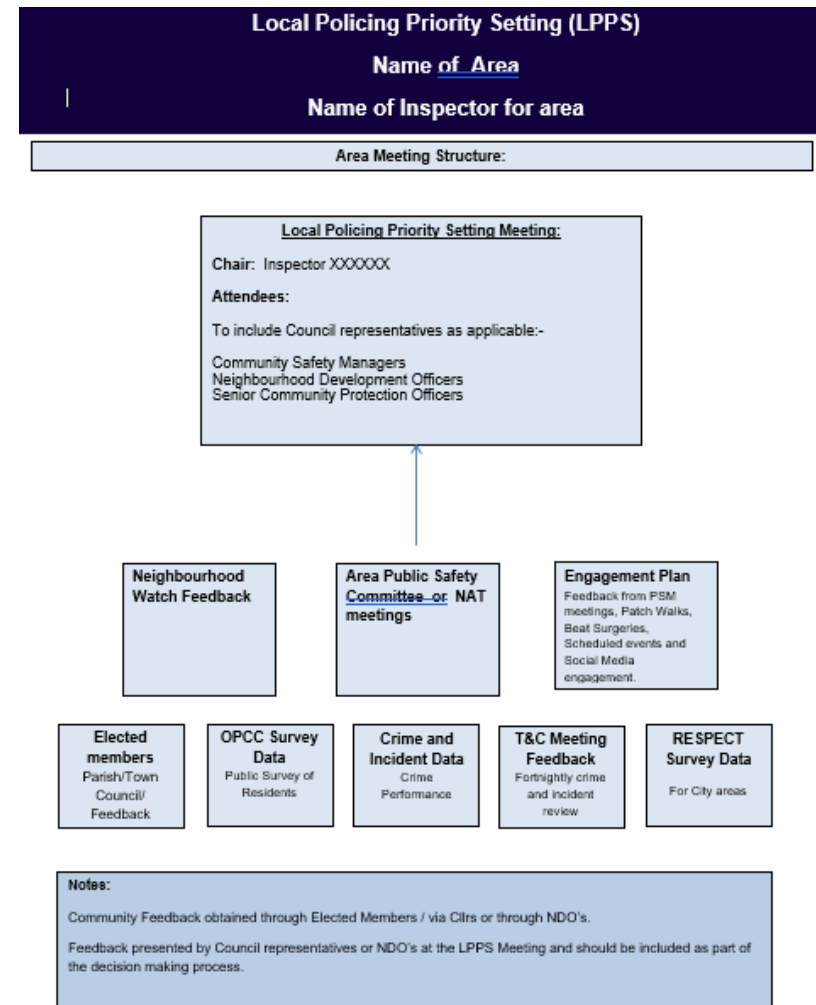 Local Policing Priority Setting (LPPS)
Name of Area
Name of Inspector for area
Area Meeting Structure:
Local Policing Priority Setting Meeting:
Chair: Inspector XXXXXX
Attendees:
To include Council representatives as applicable:-
Community Safety Managers
Neighbourhood Development Officers
Senior Community Protection Officers
Neighbourhood
Watch Feedback
Area Public Safety
Committee or NAT
meetings
Engagement Plan
Feedback from PSM
meetings, Patch Walks,
Beat Surgeries,
Scheduled events and
Social Media
engagement.
Elected
members
Parish/Town
Council/
Feedback
OPCC Survey
Data
Public Survey of
Residents
Crime and
Incident Data
Crime
Performance
T&C Meeting
Feedback
Fortnightly crime
and incident
review
RESPECT
Survey Data
For City areas
Notes:
Community Feedback obtained through Elected Members / via Cllrs or through NDO's.
Feedback presented by Council representatives or NDO's at the LPPS Meeting and should be included as part of
the decision making process.